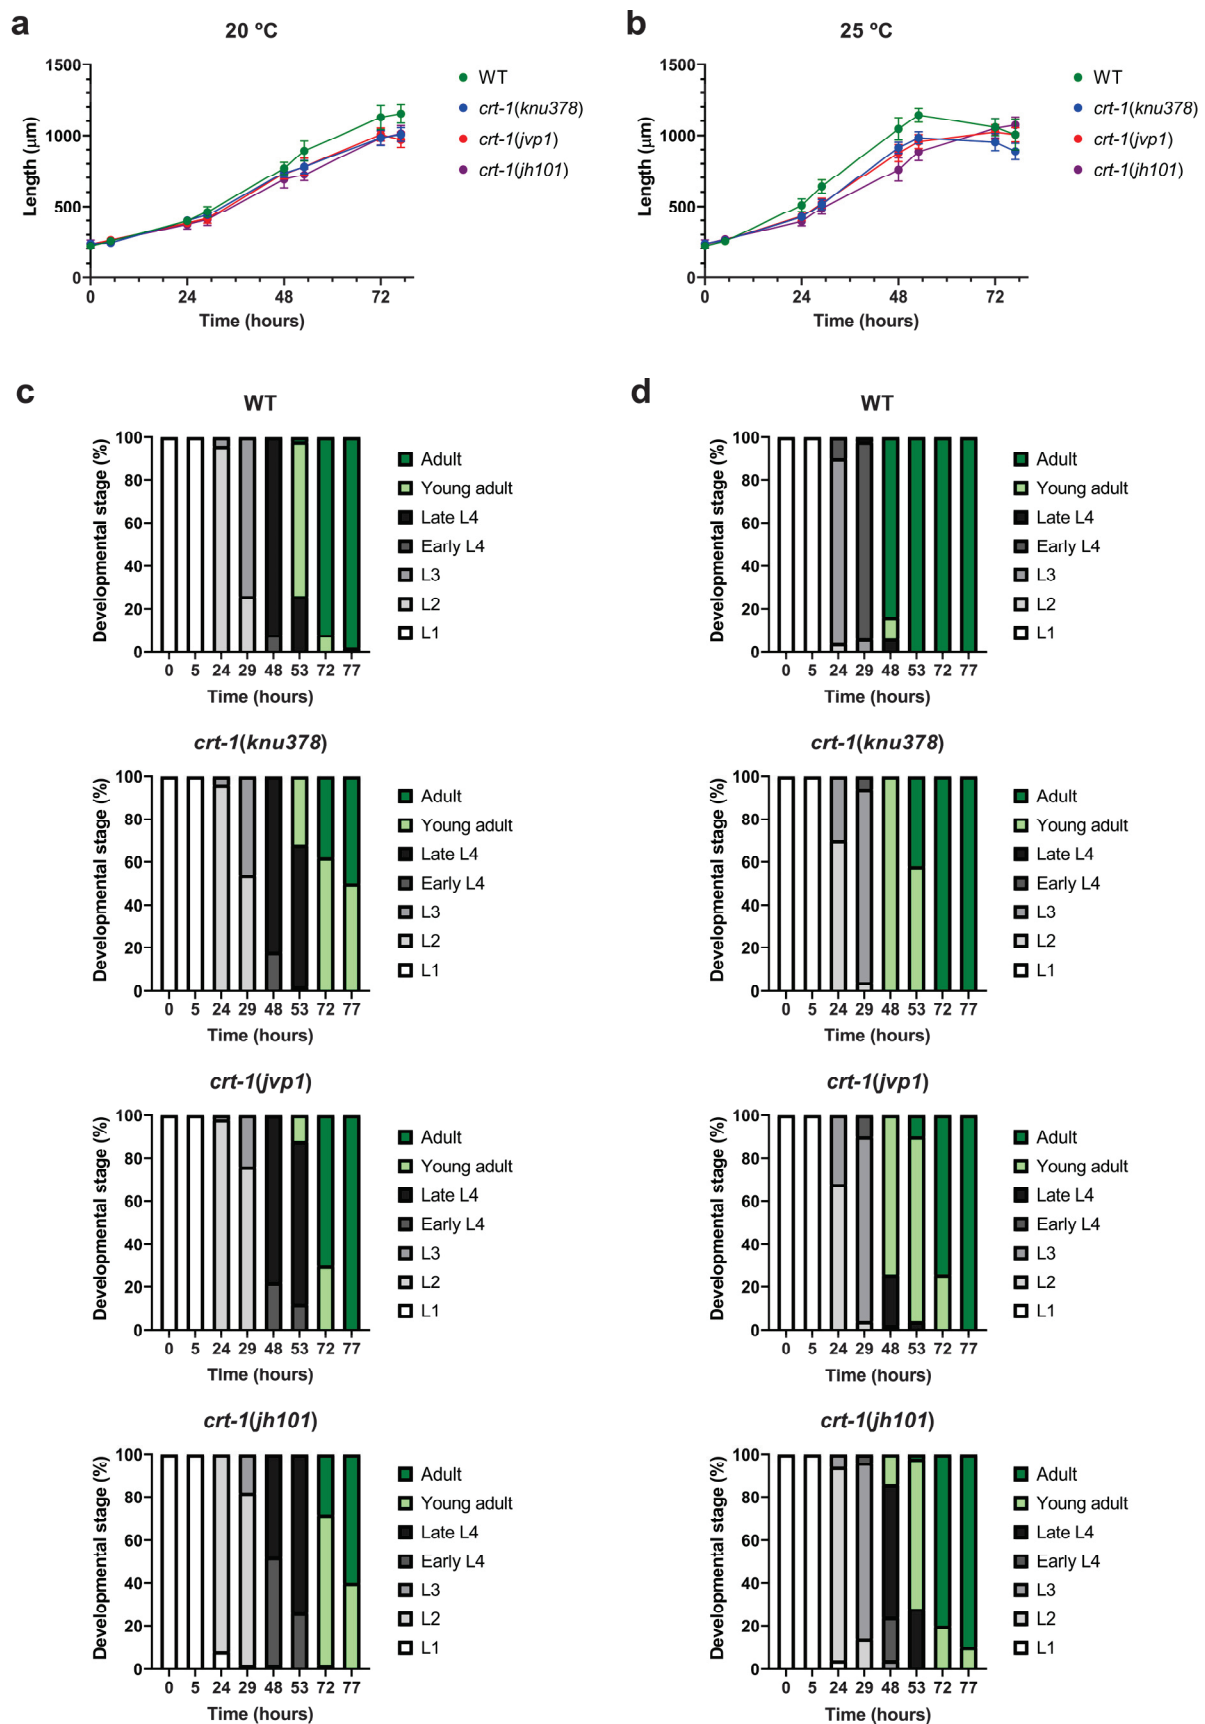 a
20 °C
1500
1000
500
0
Length (µm)
0 24 48 72
Time (hours)
WT
crt-1(knu378)
crt-1(jvp1)
crt-1(jh101)
b
25 °C
1500
1000
500
0
Length (µm)
0 24 48 72
Time (hours)
WT
crt-1(knu378)
crt-1(jvp1)
crt-1(jh101)
c
WT
Developmental stage (%)
100
80
60
40
20
0
0 5 24 29 48 53 72 77
Time (hours)
Adult
Young adult
Late L4
Early L4
L3
L2
L1
d
WT
Developmental stage (%)
100
80
60
40
20
0
0 5 24 29 48 53 72 77
Time (hours)
Adult
Young adult
Late L4
Early L4
L3
L2
L1
crt-1(knu378)
Developmental stage (%)
100
80
60
40
20
0
0 5 24 29 48 53 72 77
Time (hours)
Adult
Young adult
Late L4
Early L4
L3
L2
L1
crt-1(knu378)
Developmental stage (%)
100
80
60
40
20
0
0 5 24 29 48 53 72 77
Time (hours)
Adult
Young adult
Late L4
Early L4
L3
L2
L1
crt-1(jvp1)
Developmental stage (%)
100
80
60
40
20
0
0 5 24 29 48 53 72 77
Time (hours)
Adult
Young adult
Late L4
Early L4
L3
L2
L1
crt-1(jvp1)
Developmental stage (%)
100
80
60
40
20
0
0 5 24 29 48 53 72 77
Time (hours)
Adult
Young adult
Late L4
Early L4
L3
L2
L1
crt-1(jh101)
Developmental stage (%)
100
80
60
40
20
0
0 5 24 29 48 53 72 77
Time (hours)
Adult
Young adult
Late L4
Early L4
L3
L2
L1
crt-1(jh101)
Developmental stage (%)
100
80
60
40
20
0
0 5 24 29 48 53 72 77
Time (hours)
Adult
Young adult
Late L4
Early L4
L3
L2
L1